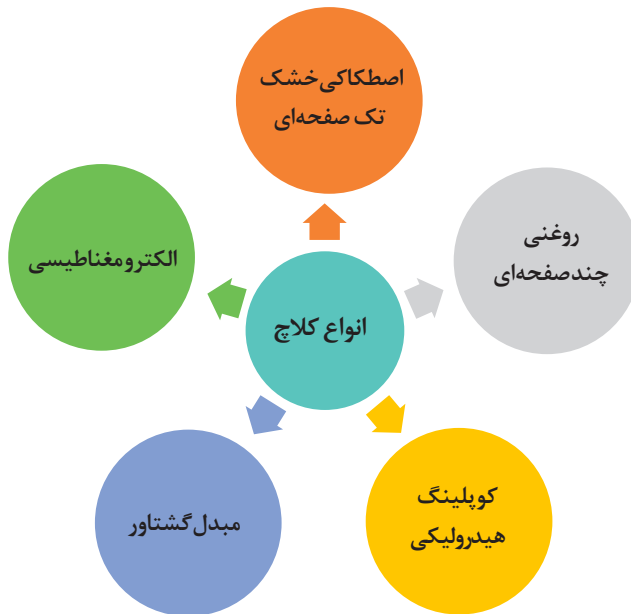 اصطکاکی خشک
تک صفحه‌ای
روغنی
چندصفحه‌ای
الکترومغناطیسی
انواع کلاچ
کوپلینگ
هیدرولیکی
مبدل گشتاور